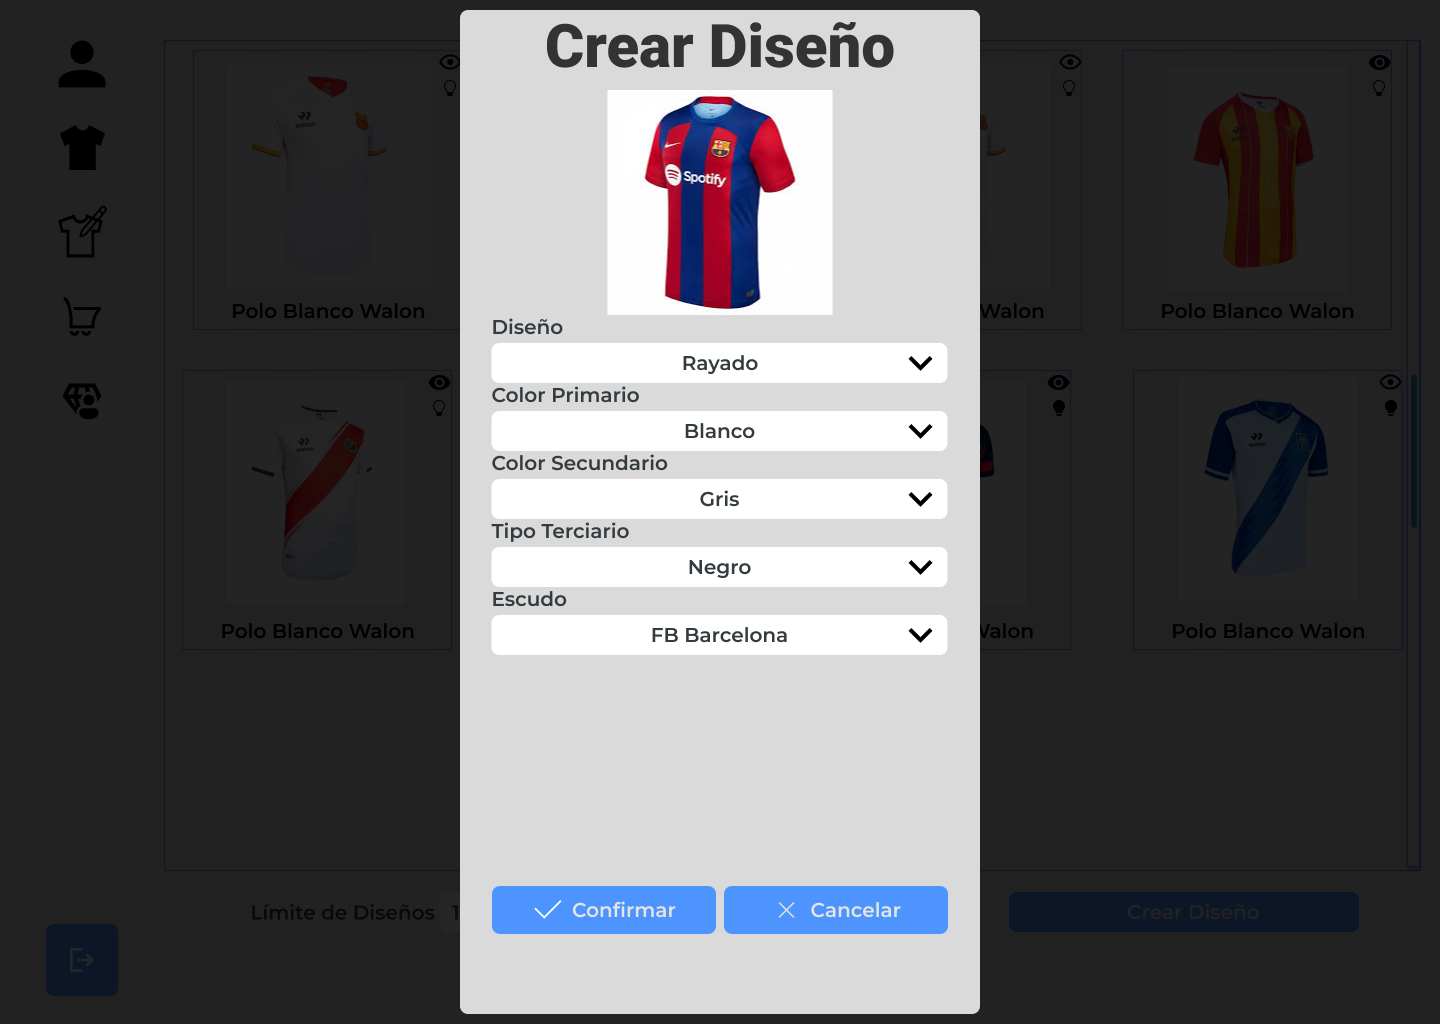 Crear Diseño
Spotify
Diseño
Rayado
Color Primario
Blanco
Color Secundario
Gris
Tipo Terciario
Negro
Escudo
FB Barcelona
Confirmar
Cancelar
Polo Blanco Walon
Walon
Polo Blanco Walon
Polo Blanco Walon
Walon
Polo Blanco Walon
Límite de Diseños 1
Crear Diseño